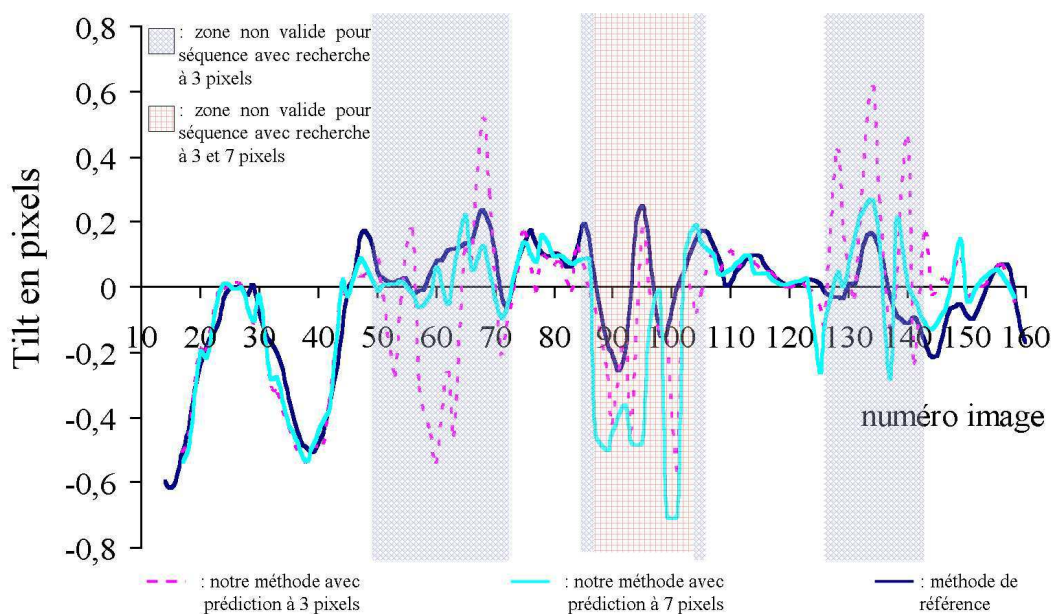 0,8
: zone non valide pour
séquence avec recherche
à 3 pixels
0,6
: zone non valide pour
séquence avec recherche
à 3 et 7 pixels
0,4
0,2
0
-0,2
-0,4
-0,6
-0,8
Tilt en pixels
10 20 30 40 50 60 70 80 90 100 110 120 130 140 150 160
numéro image
: notre méthode avec
prédiction à 3 pixels
: notre méthode avec
prédiction à 7 pixels
: méthode de
référence